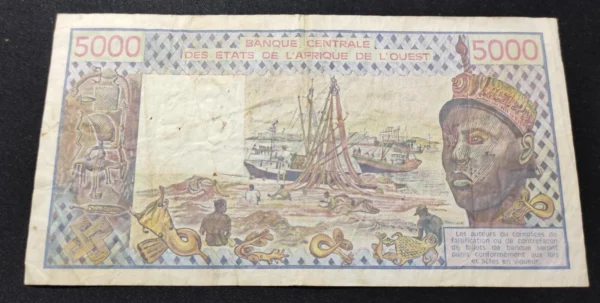 5000
BANQUE CENTRALE
DES ETATS DE L'AFRIQUE DE L'OUEST
5000
Les auteurs ou complices de
falsification ou de contrefaçon
de billets de banque seront
punis conformément aux lois
et actes en vigueur.